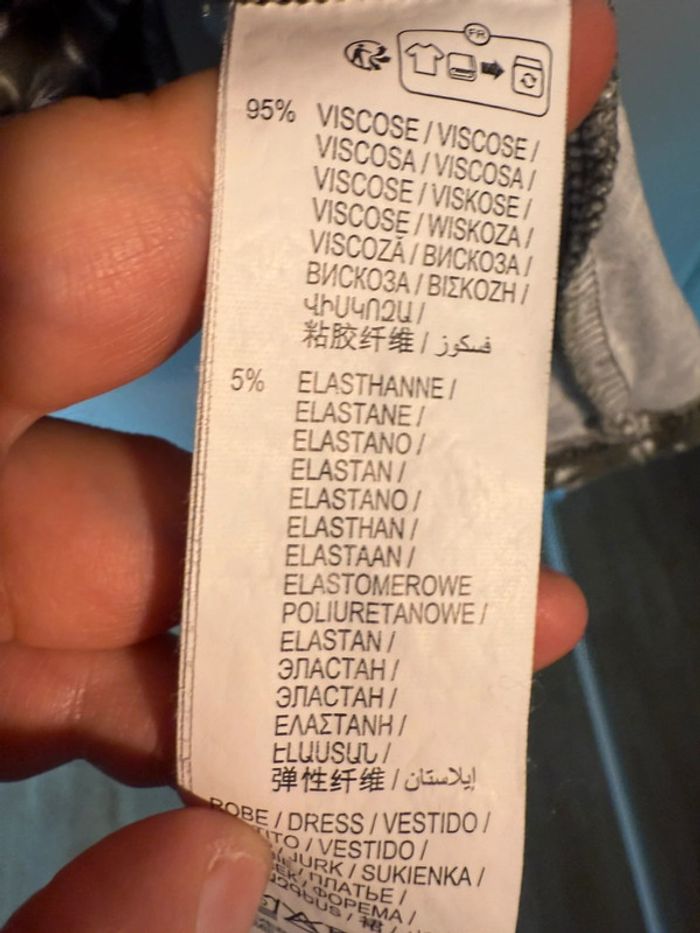 FR
95% VISCOSE / VISCOSE /
VISCOSA / VISCOSA /
VISCOSE / VISKOSE /
VISCOSE / WISKOZA /
VISCOZĂ / ВИСКОЗА /
ВИСКОЗА / ΒΙΣΚΟΖΗ /
ՎԻՍԿՈԶԱ /
粘胶纤维 / فسكوز
5% ELASTHANNE /
ELASTANE /
ELASTANO /
ELASTAN /
ELASTANO /
ELASTHAN /
ELASTAAN /
ELASTOMEROWE
POLIURETANOWE /
ELASTAN /
ЭЛАСТАН /
ЭЛАСТАН /
ΕΛΑΣΤΑΝΗ /
ԷԼԱՍՏԱՆ /
弹性纤维 / إيلاستان
ROBE / DRESS / VESTIDO /
/ VESTIDO /
/ JURK / SUKIENKA /
/ ПЛАТЬЕ /
/ ΦΟΡΕΜΑ /
/ 裙 /